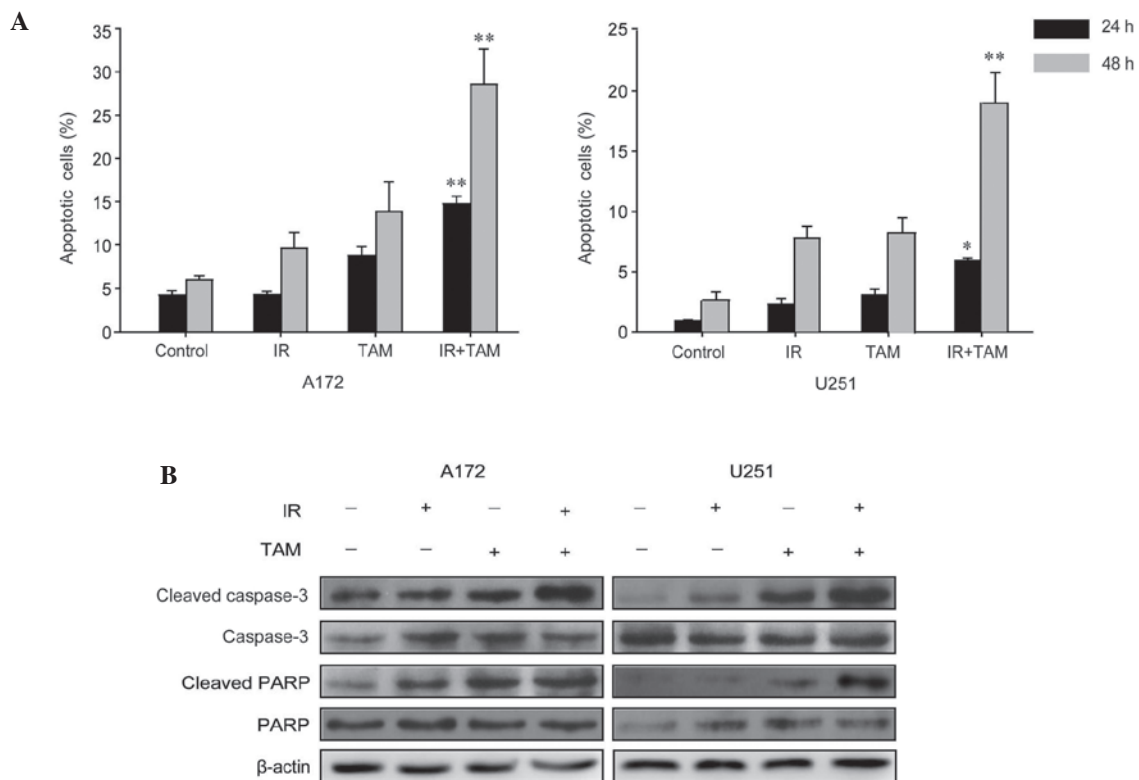 A
35
30
25
20
15
10
5
0
Apoptotic cells (%)
**
**
Control IR TAM IR+TAM
A172
25
20
15
10
5
0
Apoptotic cells (%)
*
**
Control IR TAM IR+TAM
U251
24 h
48 h
B
A172 U251
IR – + – + – + – +
TAM – – + + – – + +
Cleaved caspase-3
Caspase-3
Cleaved PARP
PARP
β-actin